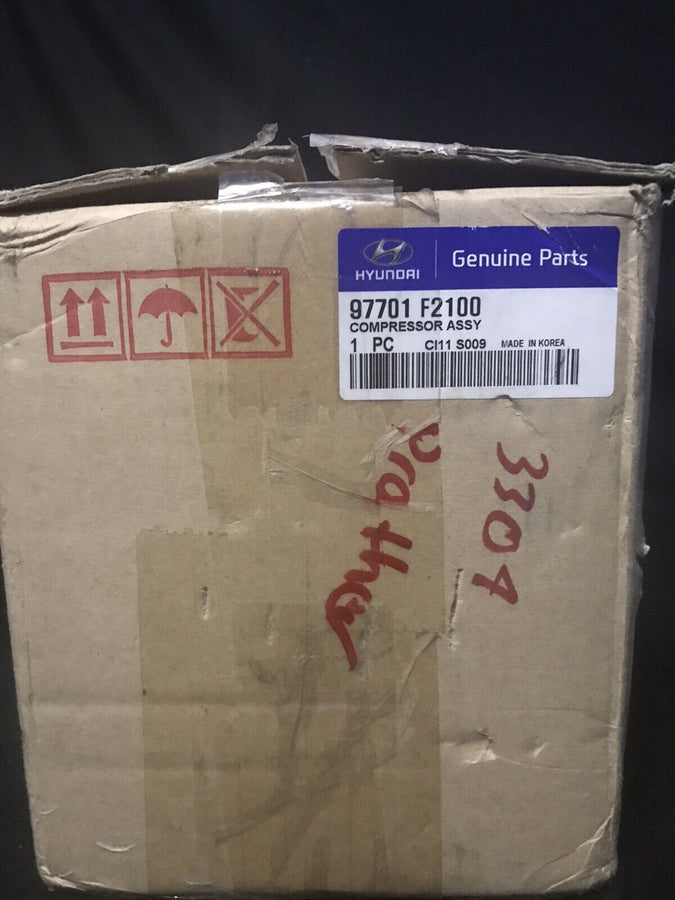 HYUNDAI
Genuine Parts
97701 F2100
COMPRESSOR ASSY
1 PC CI11 S009 MADE IN KOREA
3304